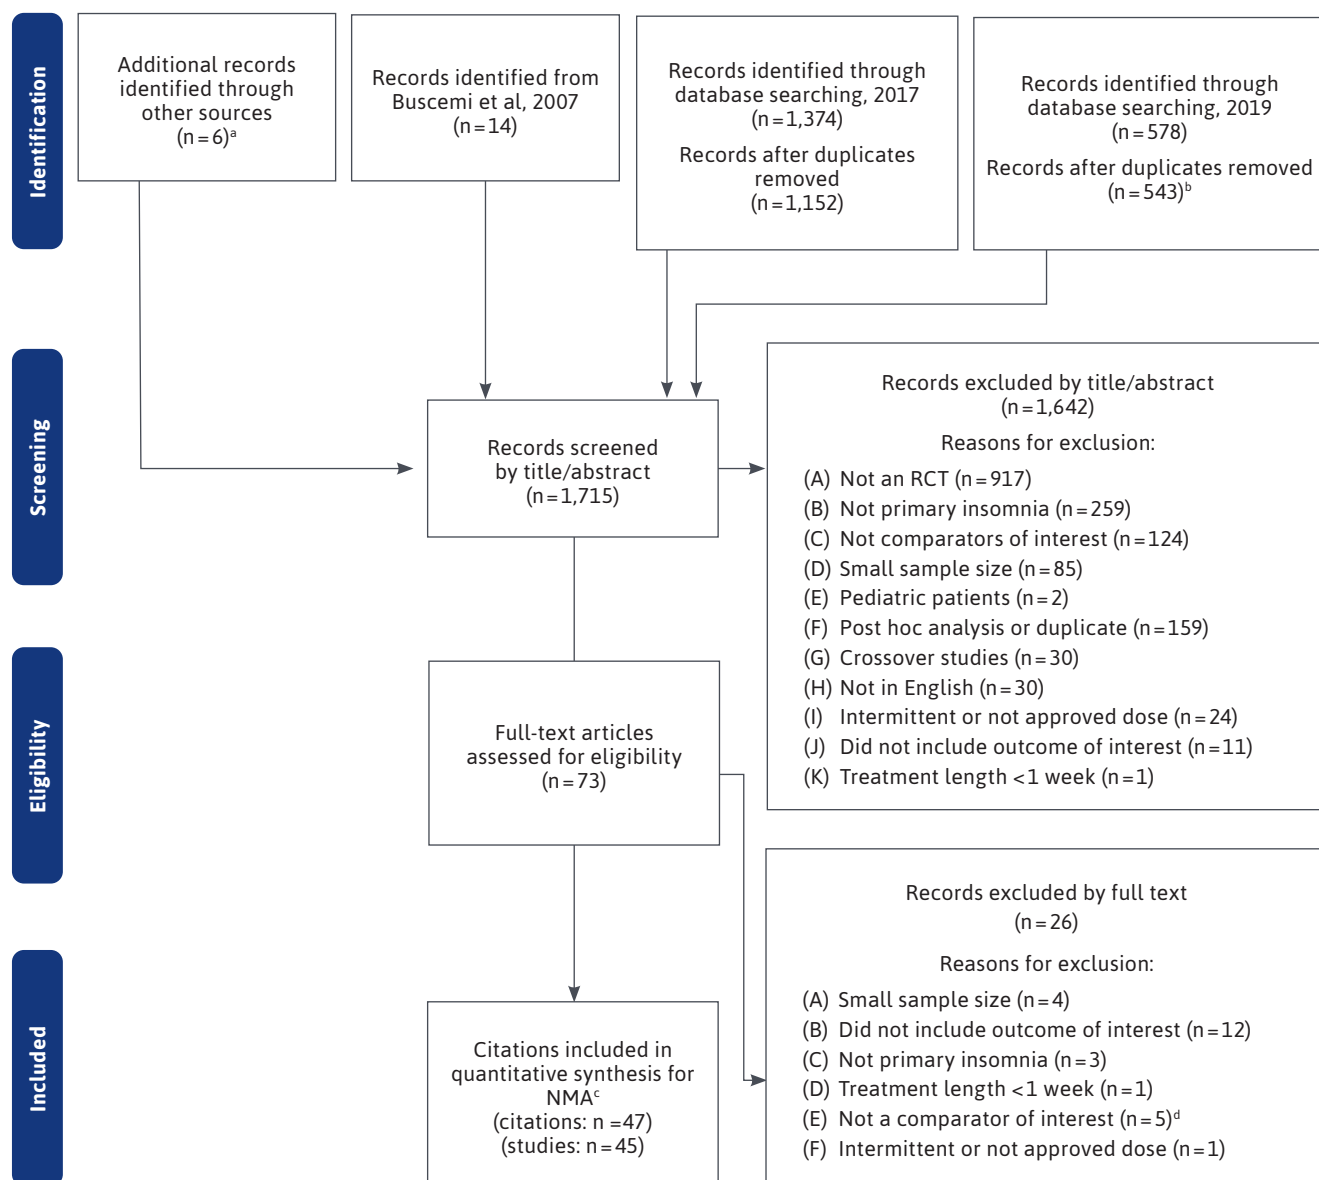 Identification
Additional records
identified through
other sources
(n=6)ᵃ
Records identified from
Buscemi et al, 2007
(n=14)
Records identified through
database searching, 2017
(n=1,374)
Records after duplicates
removed
(n=1,152)
Records identified through
database searching, 2019
(n=578)
Records after duplicates removed
(n=543)ᵇ
Screening
Records screened
by title/abstract
(n=1,715)
Records excluded by title/abstract
(n=1,642)
Reasons for exclusion:
(A) Not an RCT (n=917)
(B) Not primary insomnia (n=259)
(C) Not comparators of interest (n=124)
(D) Small sample size (n=85)
(E) Pediatric patients (n=2)
(F) Post hoc analysis or duplicate (n=159)
(G) Crossover studies (n=30)
(H) Not in English (n=30)
(I) Intermittent or not approved dose (n=24)
(J) Did not include outcome of interest (n=11)
(K) Treatment length <1 week (n=1)
Eligibility
Full-text articles
assessed for eligibility
(n=73)
Records excluded by full text
(n=26)
Reasons for exclusion:
(A) Small sample size (n=4)
(B) Did not include outcome of interest (n=12)
(C) Not primary insomnia (n=3)
(D) Treatment length <1 week (n=1)
(E) Not a comparator of interest (n=5)ᵈ
(F) Intermittent or not approved dose (n=1)
Included
Citations included in
quantitative synthesis for
NMAᶜ
(citations: n =47)
(studies: n=45)